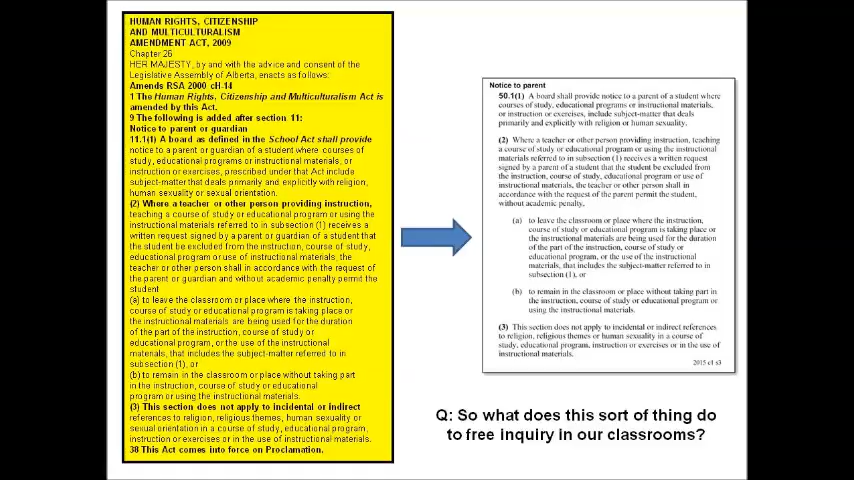 HUMAN RIGHTS, CITIZENSHIP
AND MULTICULTURALISM
AMENDMENT ACT, 2009
Chapter 26
HER MAJESTY, by and with the advice and consent of the
Legislative Assembly of Alberta, enacts as follows:
Amends RSA 2000 cH-14
1 The Human Rights, Citizenship and Multiculturalism Act is
amended by this Act.
9 The following is added after section 11:
Notice to parent or guardian
11.1(1) A board as defined in the School Act shall provide
notice to a parent or guardian of a student where courses of
study, educational programs or instructional materials, or
instruction or exercises, prescribed under that Act include
subject-matter that deals primarily and explicitly with religion,
human sexuality or sexual orientation.
(2) Where a teacher or other person providing instruction,
teaching a course of study or educational program or using the
instructional materials referred to in subsection (1) receives a
written request signed by a parent or guardian of a student that
the student be excluded from the instruction, course of study,
educational program or use of instructional materials, the
teacher or other person shall in accordance with the request of
the parent or guardian and without academic penalty permit the
student
(a) to leave the classroom or place where the instruction,
course of study or educational program is taking place or
the instructional materials are being used for the duration
of the part of the instruction, course of study or
educational program, or the use of the instructional
materials, that includes the subject-matter referred to in
subsection (1), or
(b) to remain in the classroom or place without taking part
in the instruction, course of study or educational
program or using the instructional materials.
(3) This section does not apply to incidental or indirect
references to religion, religious themes, human sexuality or
sexual orientation in a course of study, educational program,
instruction or exercises or in the use of instructional materials.
38 This Act comes into force on Proclamation.
Notice to parent
50.1(1) A board shall provide notice to a parent of a student where
courses of study, educational programs or instructional materials,
or instruction or exercises, include subject-matter that deals
primarily and explicitly with religion or human sexuality.
(2) Where a teacher or other person providing instruction, teaching
a course of study or educational program or using the instructional
materials referred to in subsection (1) receives a written request
signed by a parent of a student that the student be excluded from
the instruction, course of study, educational program or use of
instructional materials, the teacher or other person shall in
accordance with the request of the parent permit the student,
without academic penalty,
(a) to leave the classroom or place where the instruction,
course of study or educational program is taking place or
the instructional materials are being used for the duration
of the part of the instruction, course of study or
educational program, or the use of the instructional
materials, that includes the subject-matter referred to in
subsection (1), or
(b) to remain in the classroom or place without taking part in
the instruction, course of study or educational program or
using the instructional materials.
(3) This section does not apply to incidental or indirect references
to religion, religious themes or human sexuality in a course of
study, educational program, instruction or exercises or in the use of
instructional materials.
2015 c1 s3
Q: So what does this sort of thing do
to free inquiry in our classrooms?